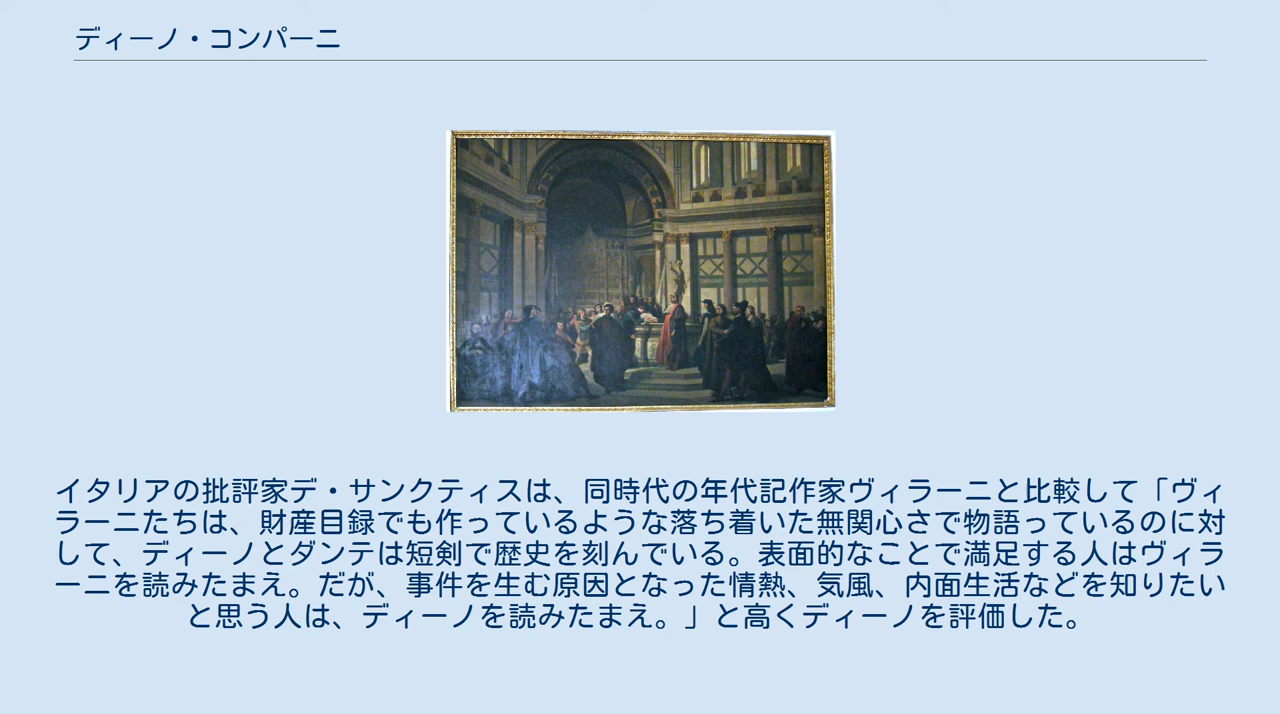 ディーノ・コンパーニ
イタリアの批評家デ・サンクティスは、同時代の年代記作家ヴィラーニと比較して「ヴィ
ラーニたちは、財産目録でも作っているような落ち着いた無関心さで物語っているのに対
して、ディーノとダンテは短剣で歴史を刻んでいる。表面的なことで満足する人はヴィラ
ーニを読みたまえ。だが、事件を生む原因となった情熱、気風、内面生活などを知りたい
と思う人は、ディーノを読みたまえ。」と高くディーノを評価した。